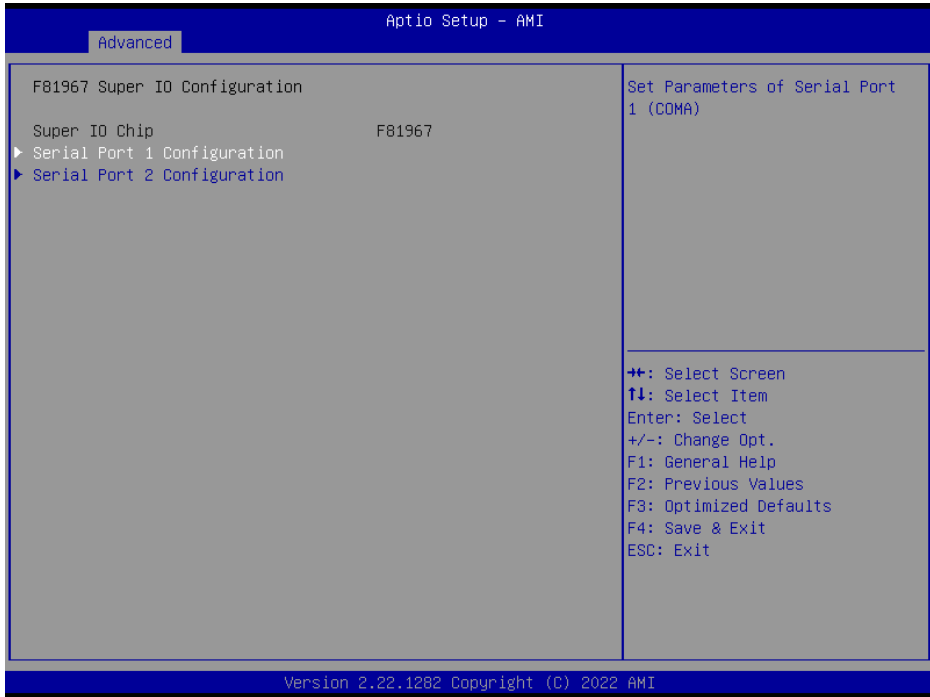 Aptio Setup – AMI
Advanced
F81967 Super IO Configuration
Super IO Chip F81967
▶ Serial Port 1 Configuration
▶ Serial Port 2 Configuration
Set Parameters of Serial Port
1 (COMA)
→←: Select Screen
↑↓: Select Item
Enter: Select
+/-: Change Opt.
F1: General Help
F2: Previous Values
F3: Optimized Defaults
F4: Save & Exit
ESC: Exit
Version 2.22.1282 Copyright (C) 2022 AMI